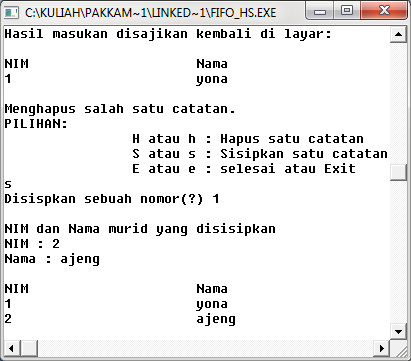 C:\KULIAH\PAKKAM~1\LINKED~1\FIFO_HS.EXE
Hasil masukan disajikan kembali di layar:
NIM Nama
1 yona
Menghapus salah satu catatan.
PILIHAN:
H atau h : Hapus satu catatan
S atau s : Sisipkan satu catatan
E atau e : selesai atau Exit
s
Disispkan sebuah nomor(?) 1
NIM dan Nama murid yang disisipkan
NIM : 2
Nama : ajeng
NIM Nama
1 yona
2 ajeng